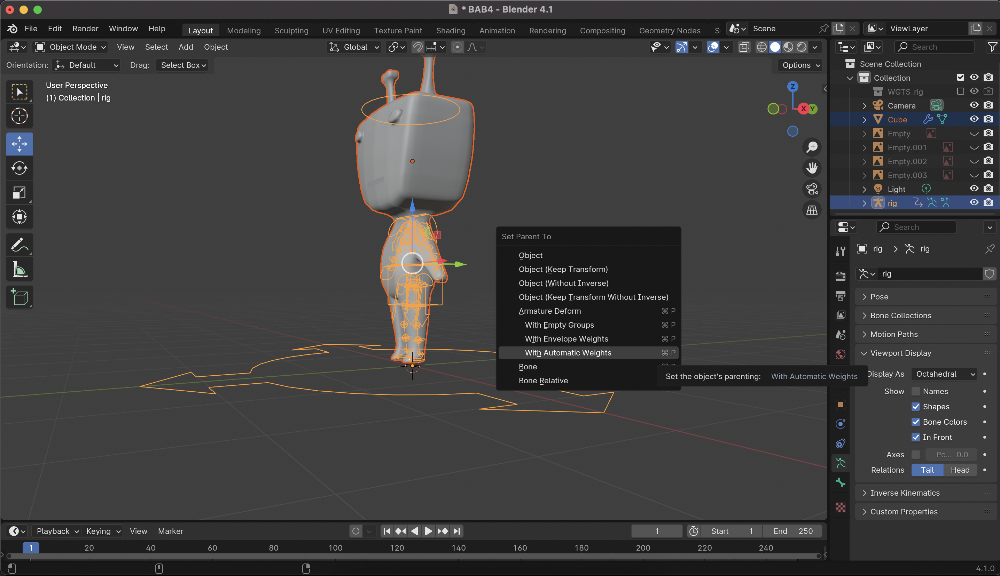 * BAB4 - Blender 4.1
File Edit Render Window Help Layout Modeling Sculpting UV Editing Texture Paint Shading Animation Rendering Compositing Geometry Nodes S Scene ViewLayer
Object Mode View Select Add Object Global Search
Orientation: Default Drag: Select Box Options
User Perspective
(1) Collection | rig
Z
X Y
Scene Collection
Collection
WGTS_rig
Camera
Cube
Empty
Empty.001
Empty.002
Empty.003
Light
rig
Search
rig > rig
rig
Pose
Bone Collections
Motion Paths
Viewport Display
Display As Octahedral
Show Names
Shapes
Bone Colors
In Front
Axes Po... 0.0
Relations Tail Head
Inverse Kinematics
Custom Properties
Set Parent To
Object
Object (Keep Transform)
Object (Without Inverse)
Object (Keep Transform Without Inverse)
Armature Deform ⌘ P
With Empty Groups ⌘ P
With Envelope Weights ⌘ P
With Automatic Weights ⌘ P
Bone ⌘ P
Bone Relative
Set the object's parenting: With Automatic Weights
Playback Keying View Marker 1 Start 1 End 250
1 20 40 60 80 100 120 140 160 180 200 220 240
4.1.0